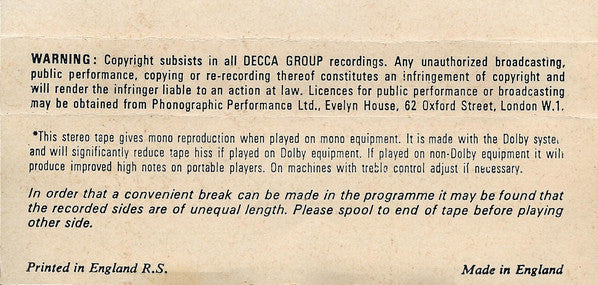 WARNING: Copyright subsists in all DECCA GROUP recordings. Any unauthorized broadcasting,
public performance, copying or re-recording thereof constitutes an infringement of copyright and
will render the infringer liable to an action at law. Licences for public performance or broadcasting
may be obtained from Phonographic Performance Ltd., Evelyn House, 62 Oxford Street, London W.1.
*This stereo tape gives mono reproduction when played on mono equipment. It is made with the Dolby system
and will significantly reduce tape hiss if played on Dolby equipment. If played on non-Dolby equipment it will
produce improved high notes on portable players. On machines with treble control adjust if necessary.
In order that a convenient break can be made in the programme it may be found that
the recorded sides are of unequal length. Please spool to end of tape before playing
other side.
Printed in England R.S.
Made in England